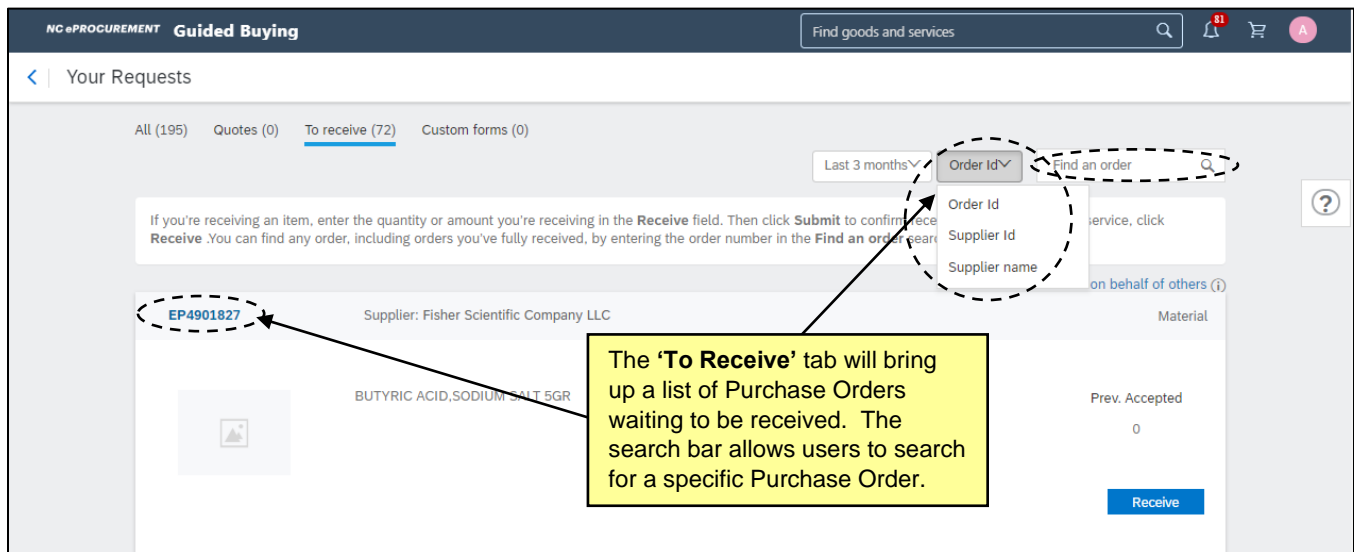 NC ePROCUREMENT Guided Buying
Find goods and services
81
A
Your Requests
All (195) Quotes (0) To receive (72) Custom forms (0)
Last 3 months Order Id Find an order
Order Id
Supplier Id
Supplier name
?
If you're receiving an item, enter the quantity or amount you're receiving in the Receive field. Then click Submit to confirm service, click
Receive .You can find any order, including orders you've fully received, by entering the order number in the Find an order
on behalf of others
EP4901827 Supplier: Fisher Scientific Company LLC Material
BUTYRIC ACID,SODIUM SALT 5GR
The 'To Receive' tab will bring
up a list of Purchase Orders
waiting to be received. The
search bar allows users to search
for a specific Purchase Order.
Prev. Accepted
0
Receive